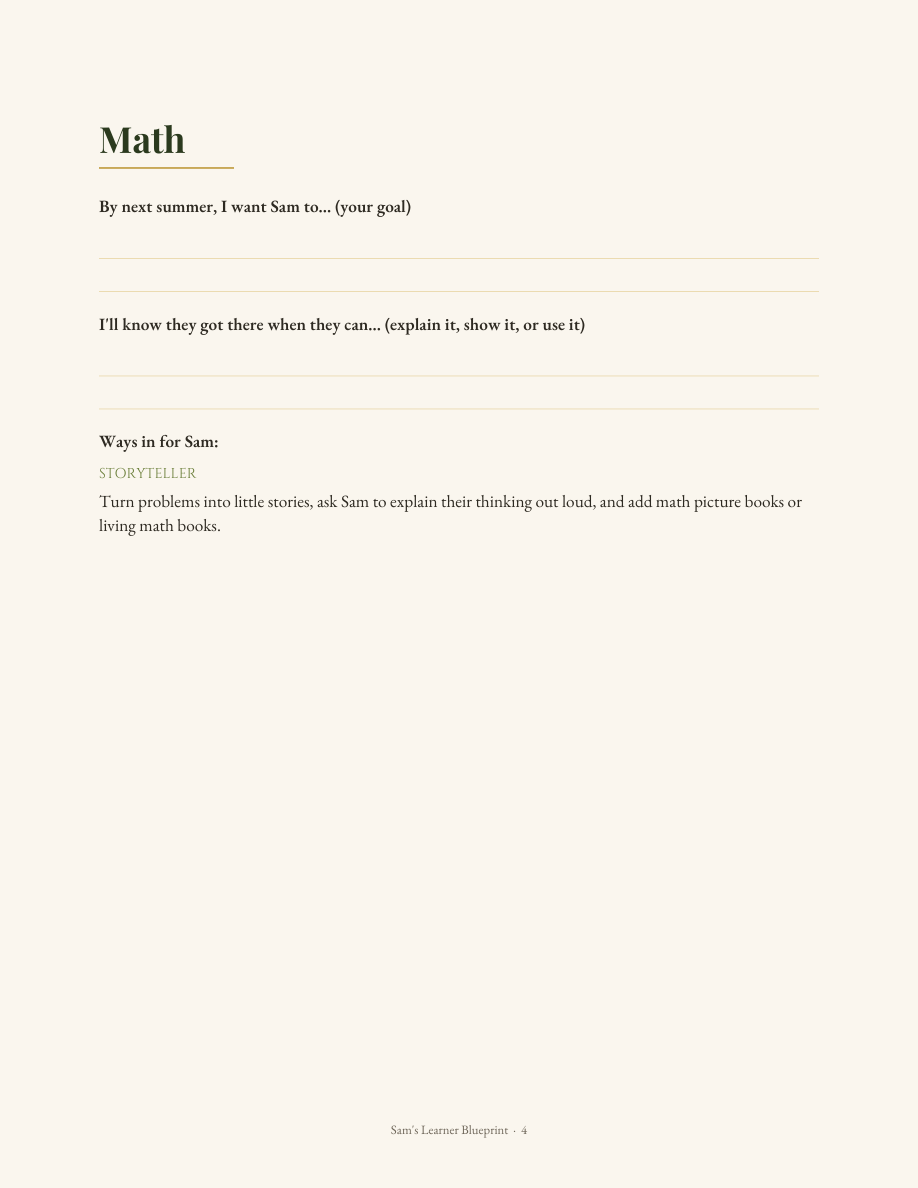 Math
By next summer, I want Sam to... (your goal)
I'll know they got there when they can... (explain it, show it, or use it)
Ways in for Sam:
STORYTELLER
Turn problems into little stories, ask Sam to explain their thinking out loud, and add math picture books or
living math books.
Sam's Learner Blueprint · 4